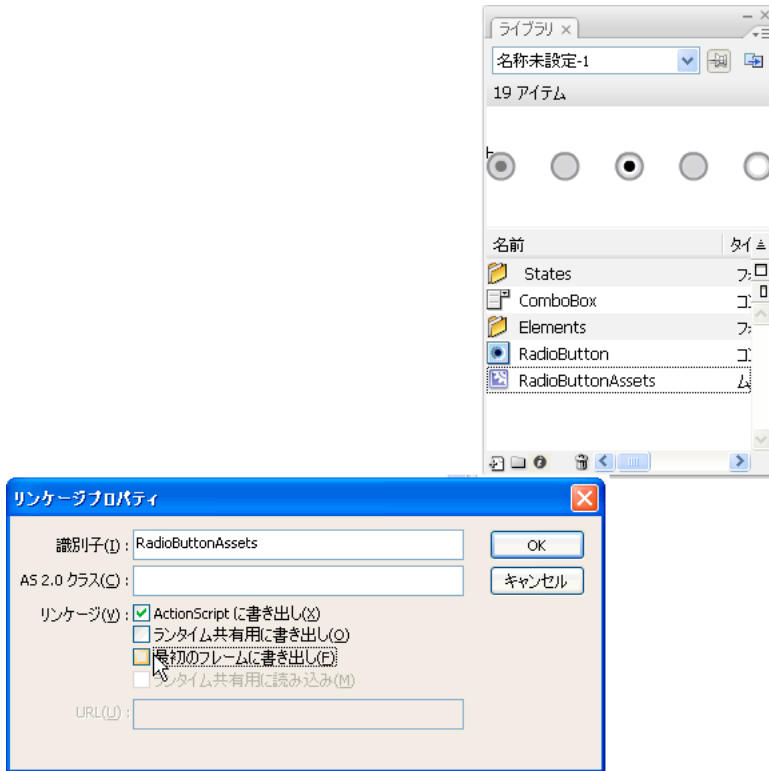 ライブラリ
名称未設定-1
19 アイテム
名前
States
ComboBox
Elements
RadioButton
RadioButtonAssets
リンケージプロパティ
識別子(I) : RadioButtonAssets
OK
AS 2.0 クラス(C) :
キャンセル
リンケージ(V) : ActionScript に書き出し(X)
ランタイム共有用に書き出し(O)
最初のフレームに書き出し(F)
ランタイム共有用に読み込み(M)
URL(U) :